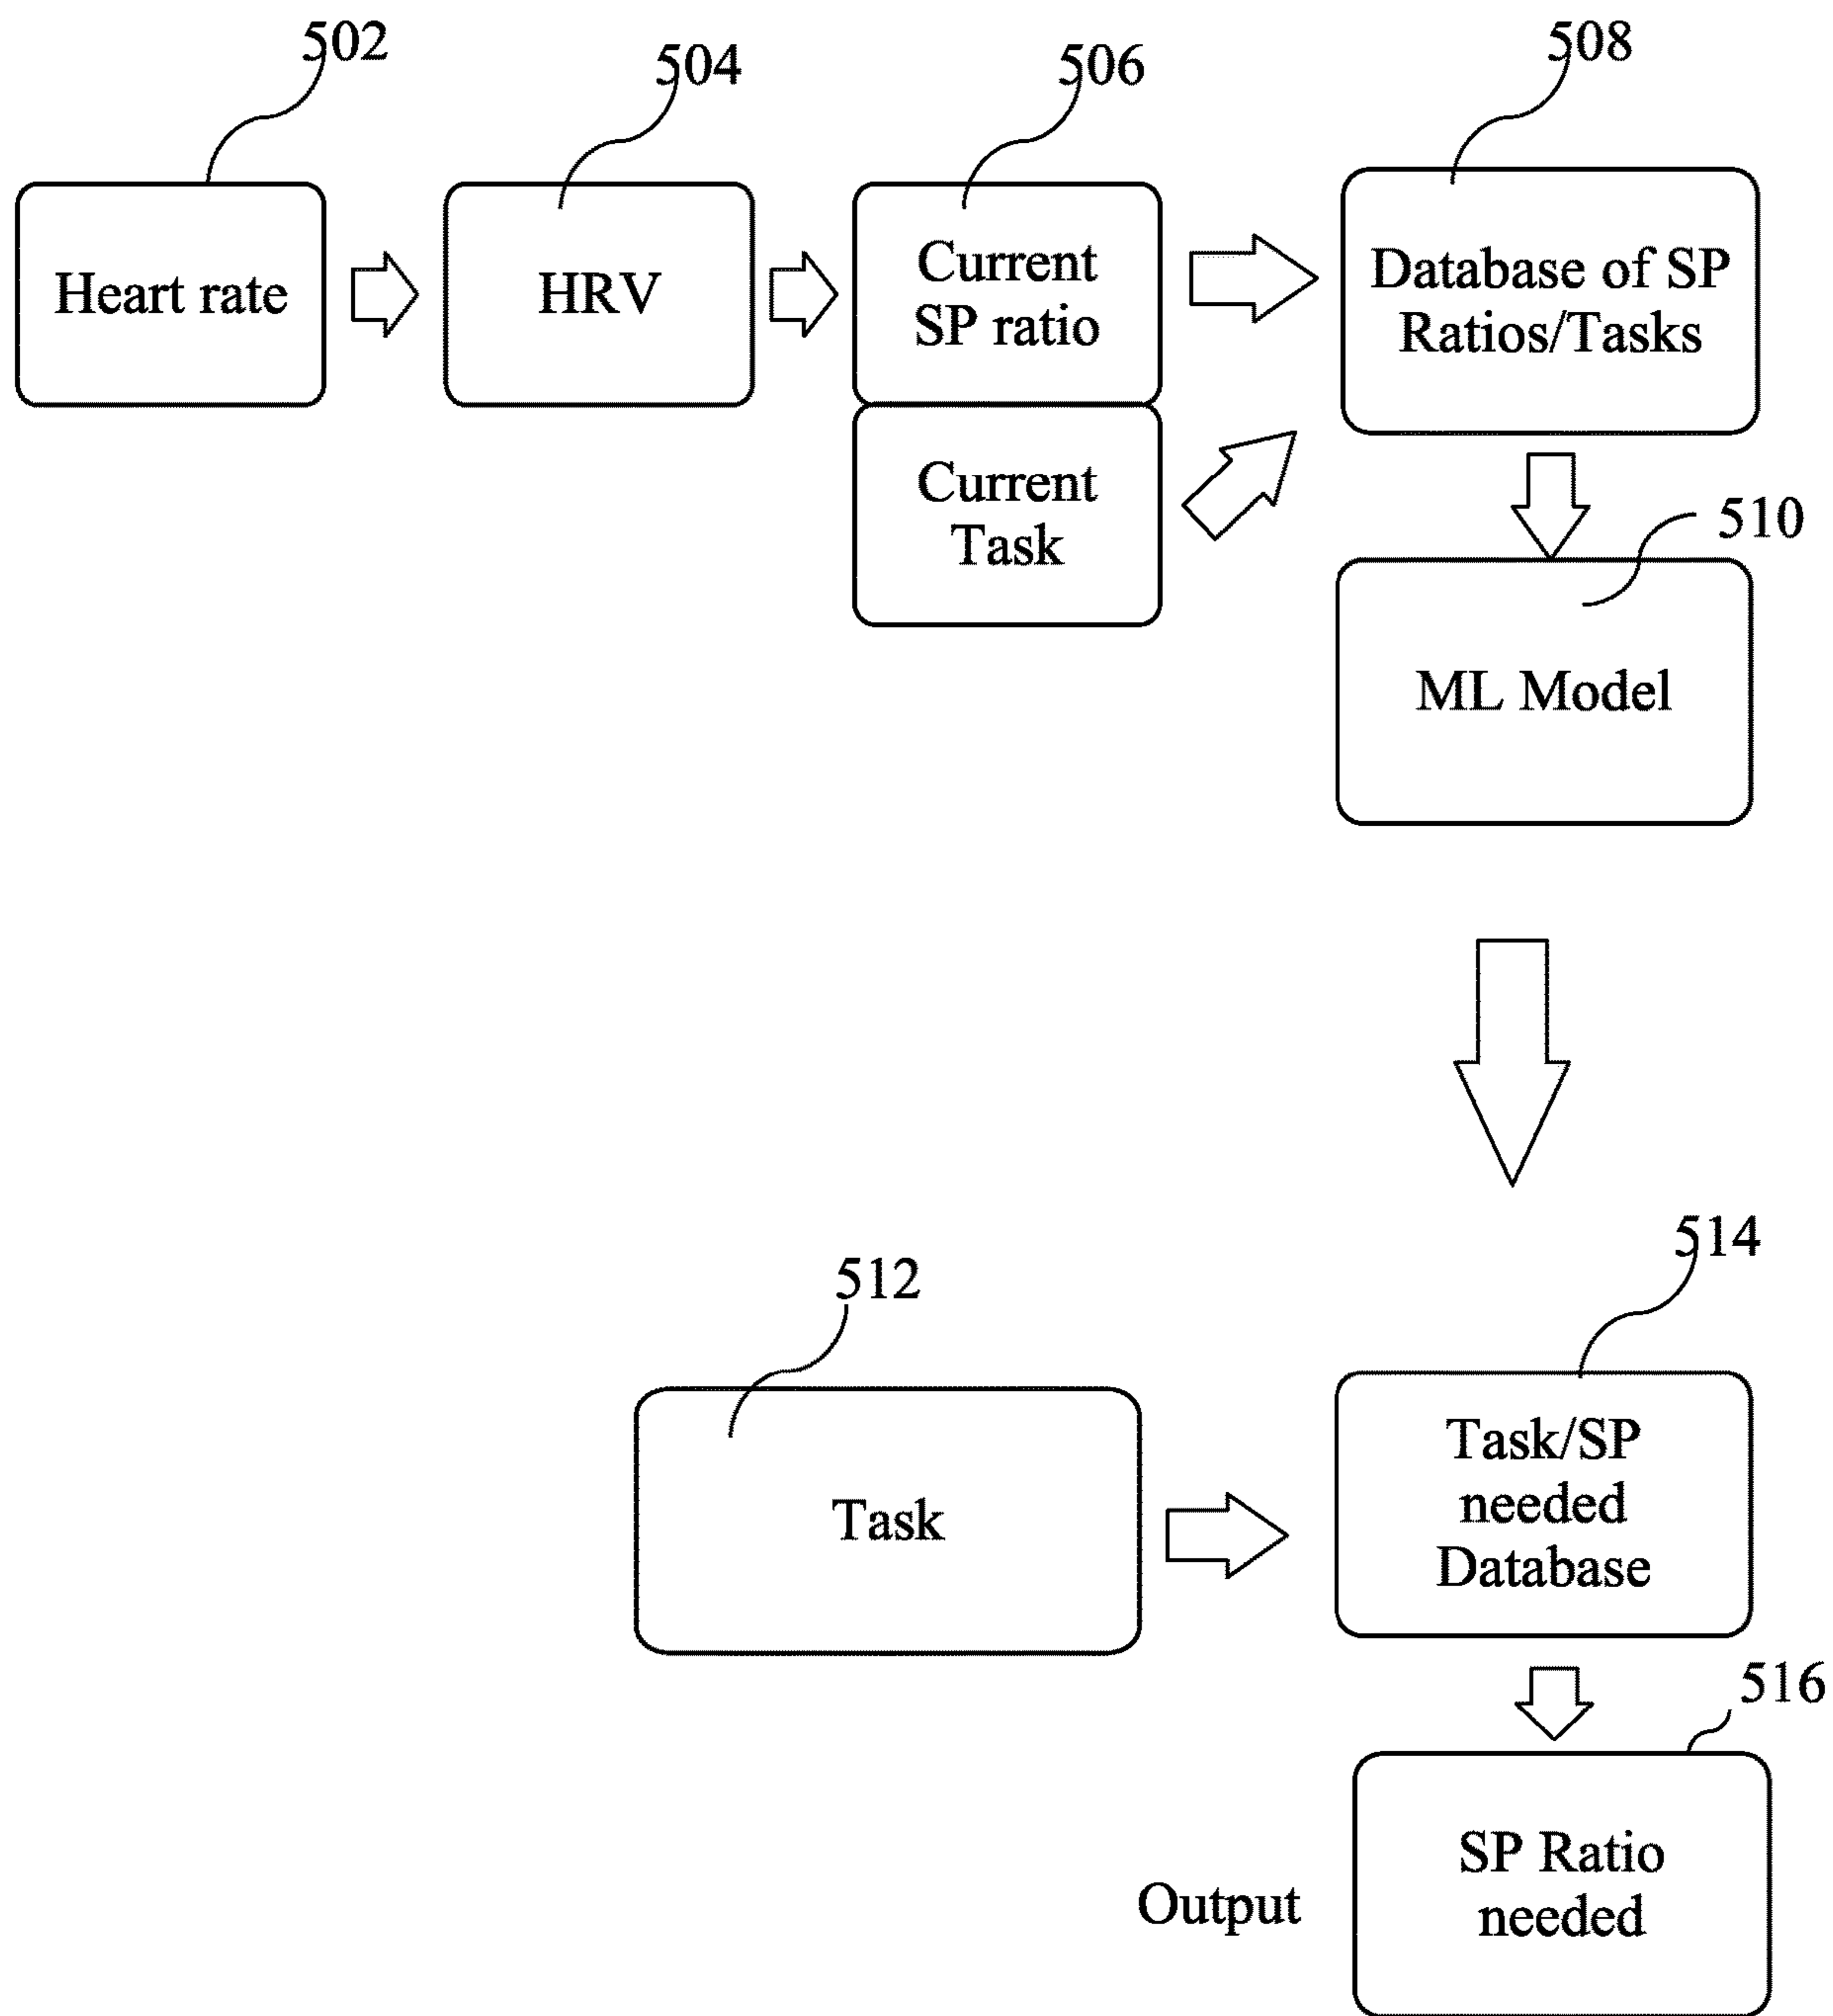 502
504
506
508
Heart rate
HRV
Current
SP ratio
Database of SP
Ratios/Tasks
Current
Task
510
ML Model
512
514
Task
Task/SP
needed
Database
516
SP Ratio
needed
Output